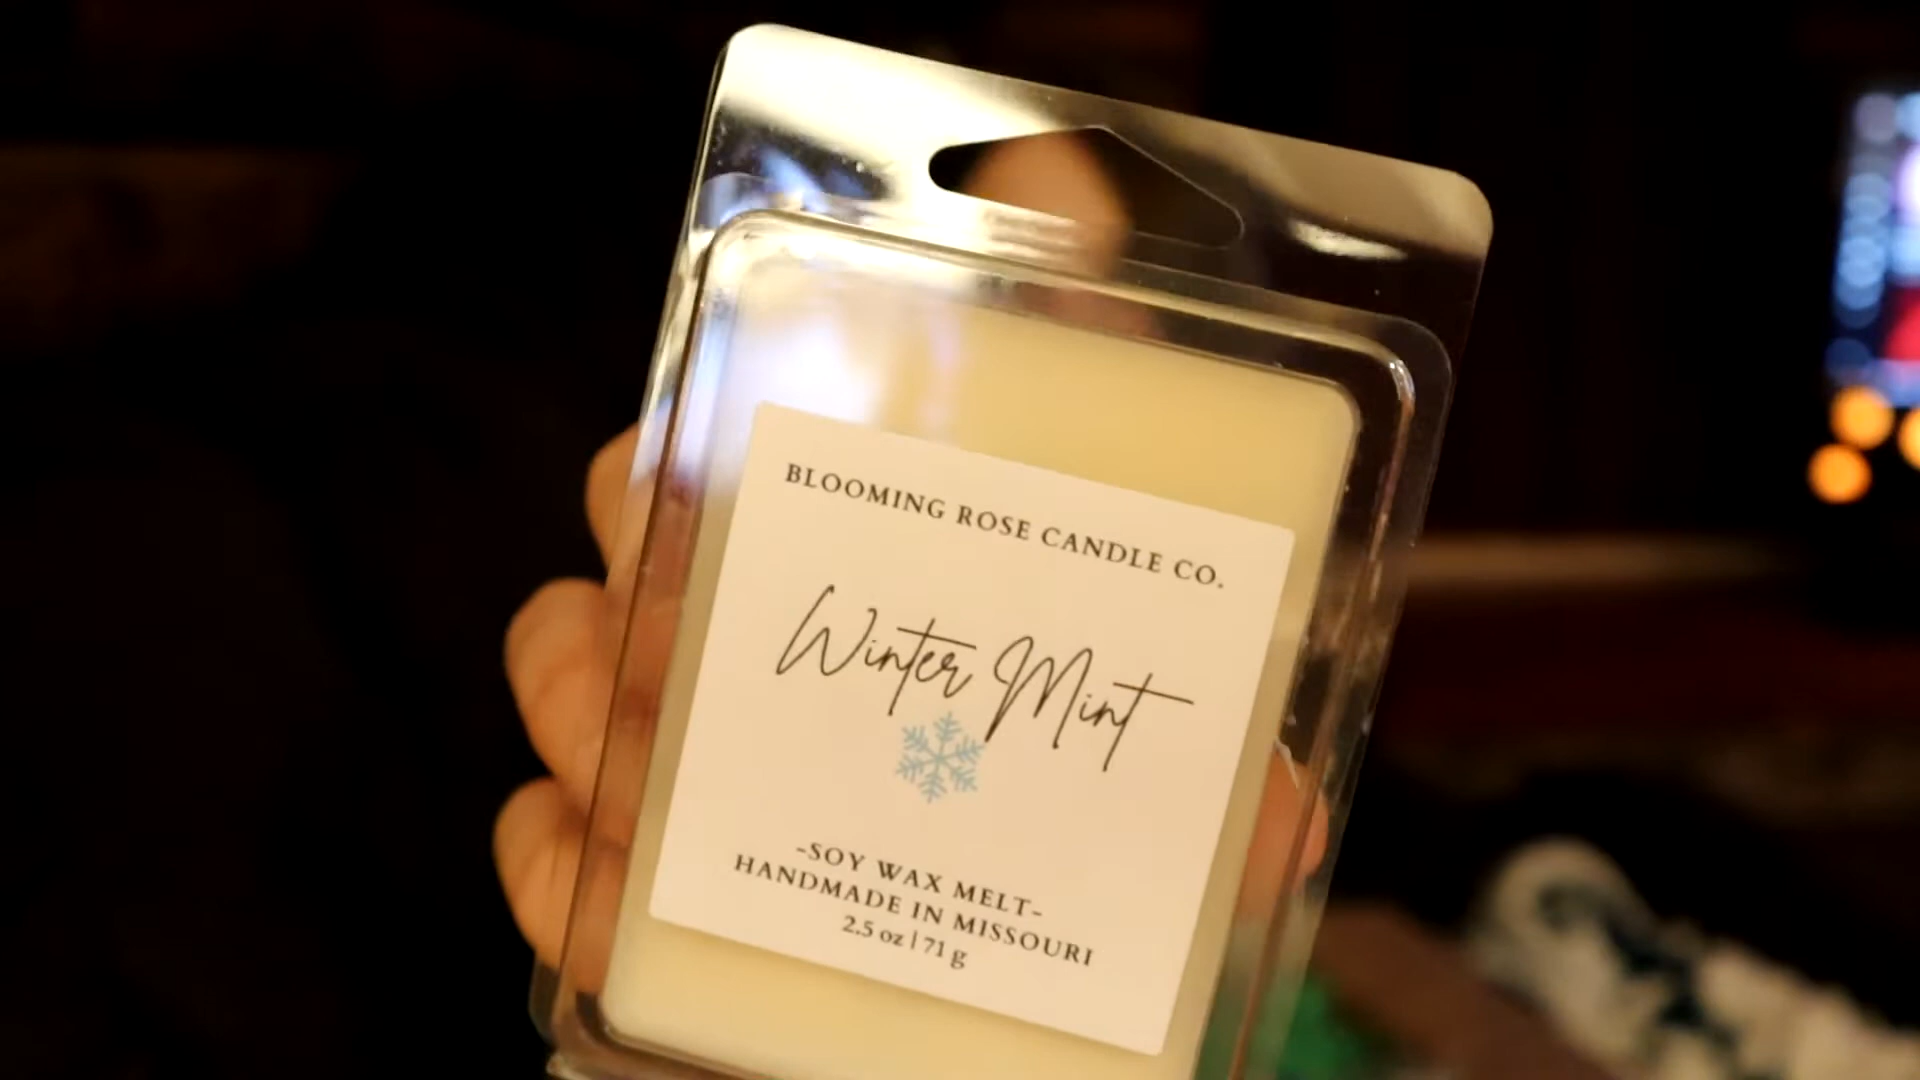 BLOOMING ROSE CANDLE CO.
Winter Mint
-SOY WAX MELT-
HANDMADE IN MISSOURI
2.5 oz | 71 g